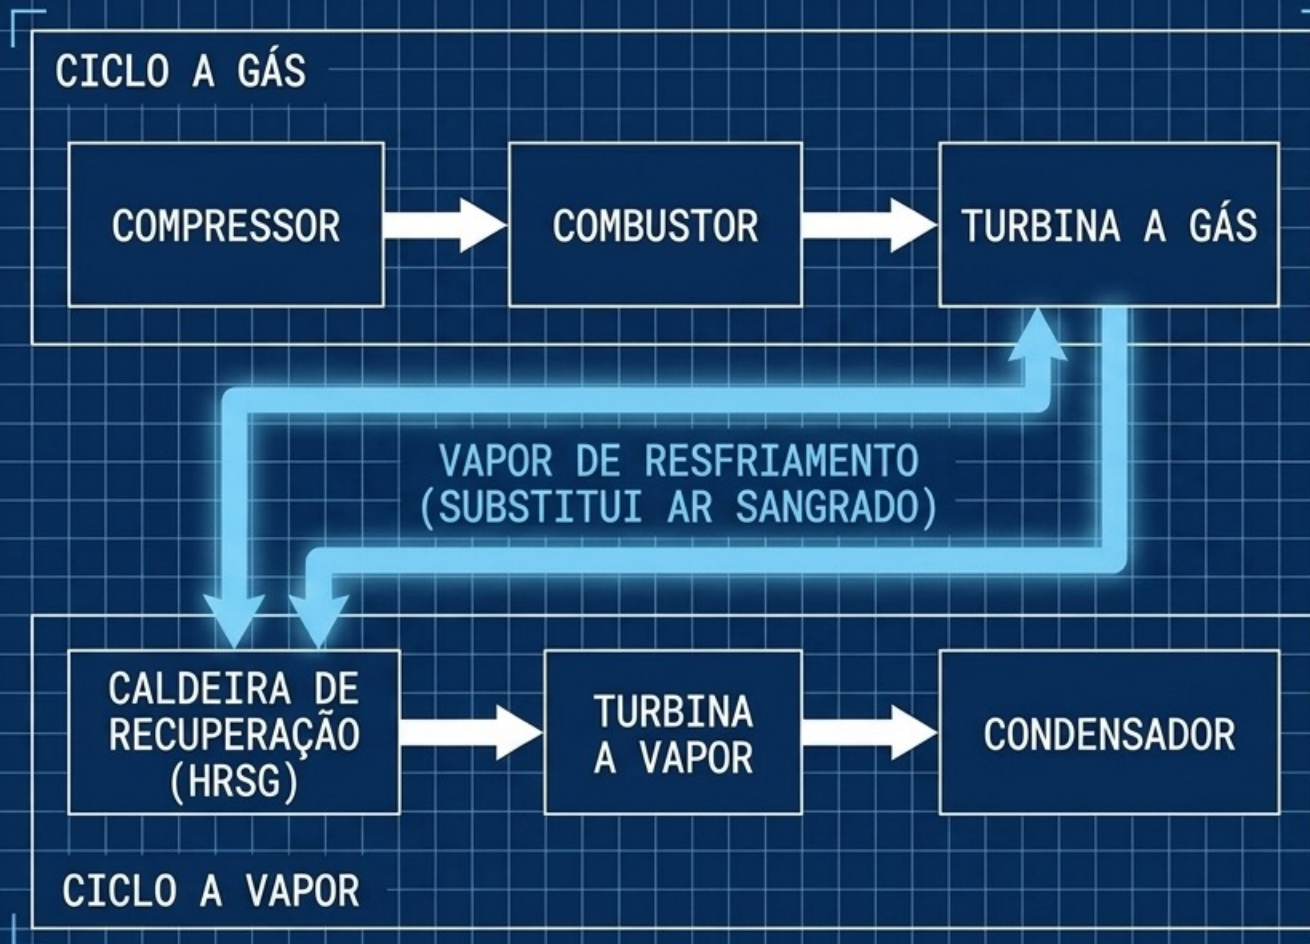 CICLO A GÁS
COMPRESSOR
COMBUSTOR
TURBINA A GÁS
VAPOR DE RESFRIAMENTO
(SUBSTITUI AR SANGRADO)
CALDEIRA DE
RECUPERAÇÃO
(HRSG)
TURBINA
A VAPOR
CONDENSADOR
CICLO A VAPOR